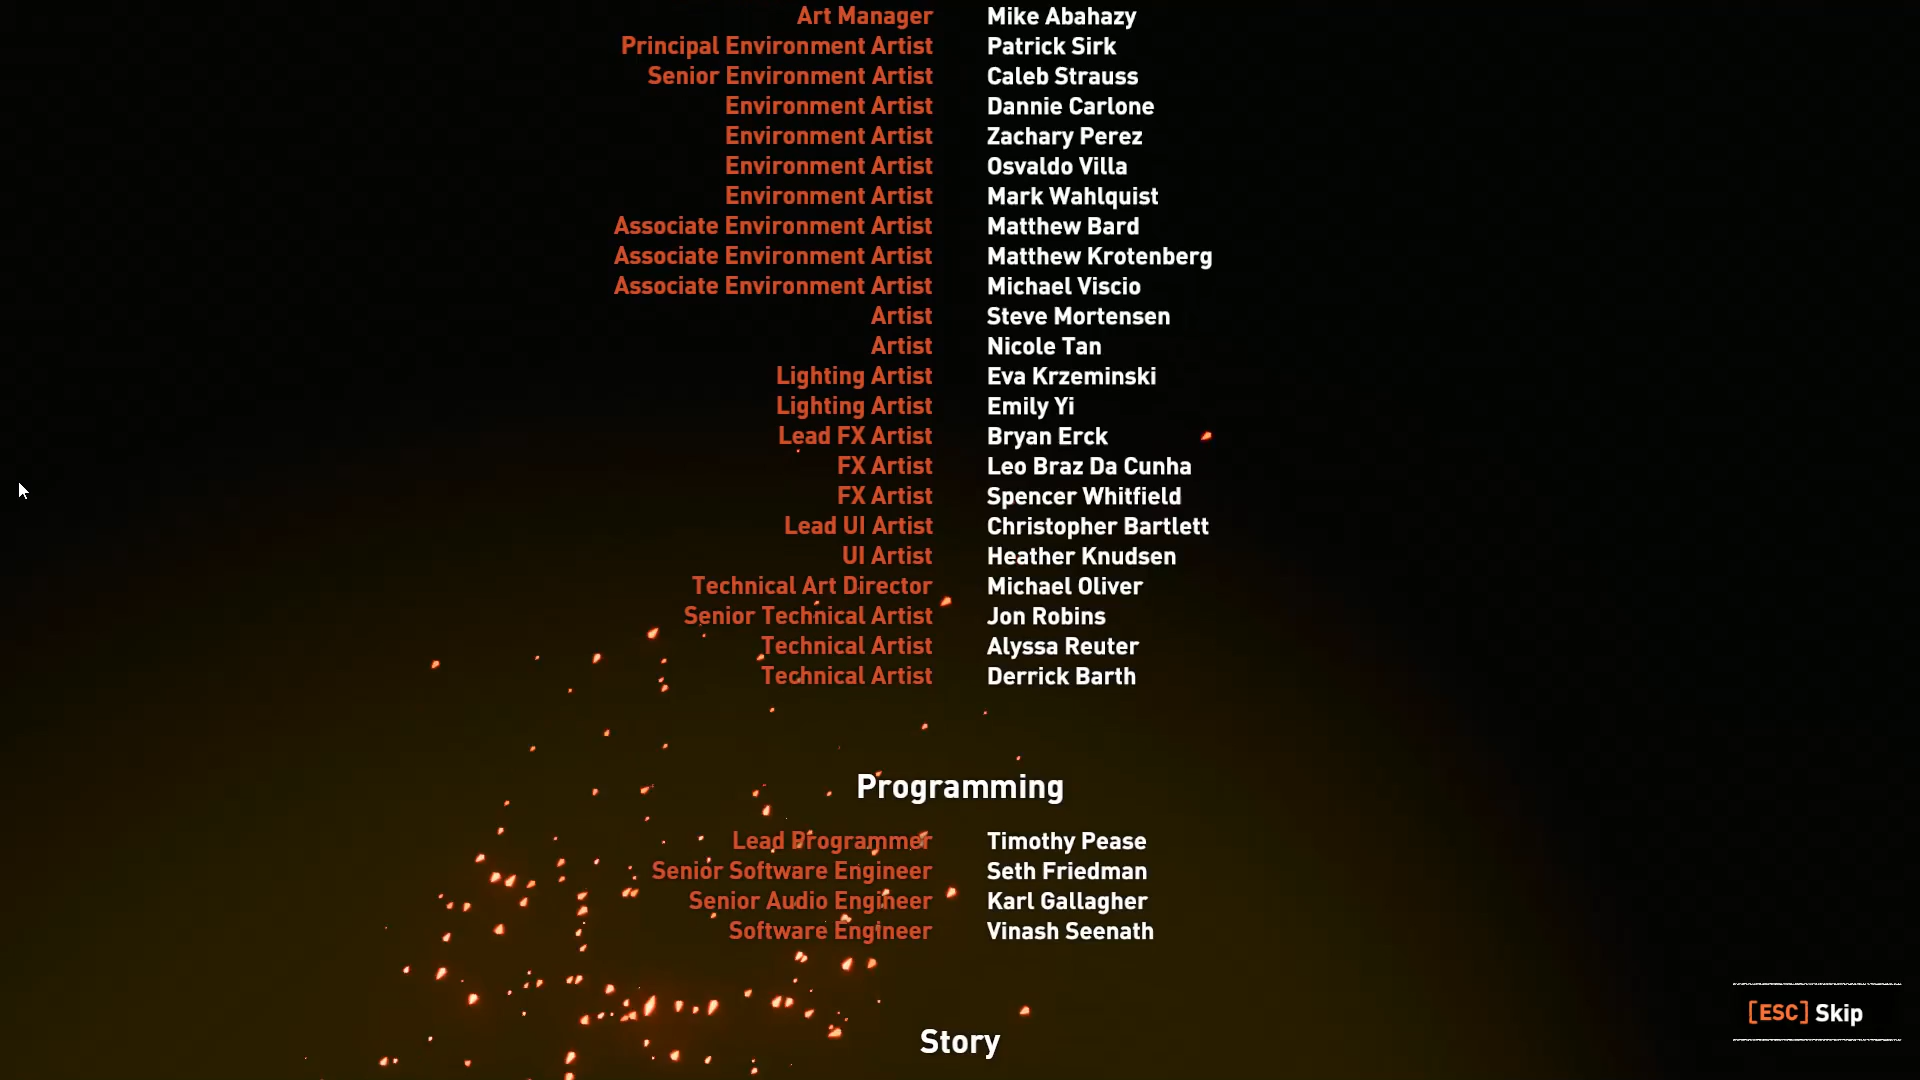 Art Manager Mike Abahazy
Principal Environment Artist Patrick Sirk
Senior Environment Artist Caleb Strauss
Environment Artist Dannie Carlone
Environment Artist Zachary Perez
Environment Artist Osvaldo Villa
Environment Artist Mark Wahlquist
Associate Environment Artist Matthew Bard
Associate Environment Artist Matthew Krotenberg
Associate Environment Artist Michael Viscio
Artist Steve Mortensen
Artist Nicole Tan
Lighting Artist Eva Krzeminski
Lighting Artist Emily Yi
Lead FX Artist Bryan Erck
FX Artist Leo Braz Da Cunha
FX Artist Spencer Whitfield
Lead UI Artist Christopher Bartlett
UI Artist Heather Knudsen
Technical Art Director Michael Oliver
Senior Technical Artist Jon Robins
Technical Artist Alyssa Reuter
Technical Artist Derrick Barth
Programming
Lead Programmer Timothy Pease
Senior Software Engineer Seth Friedman
Senior Audio Engineer Karl Gallagher
Software Engineer Vinash Seenath
[ESC] Skip
Story